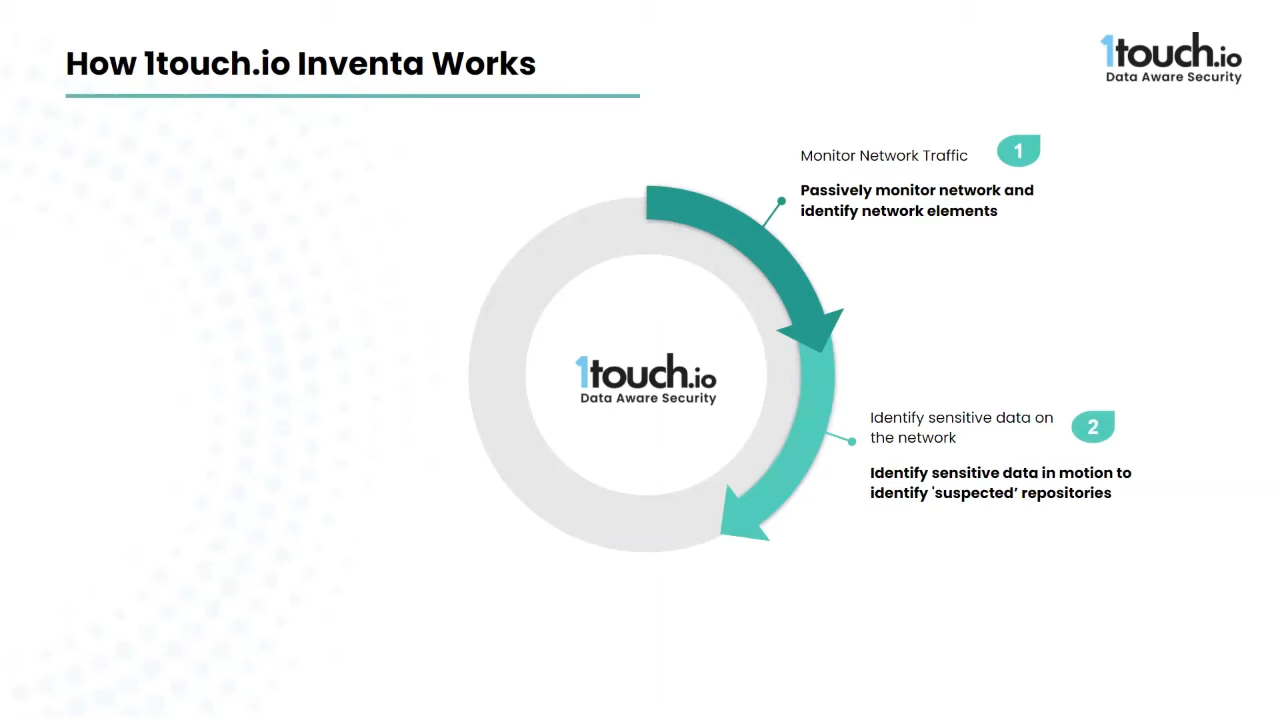 How 1touch.io Inventa Works
1touch.io
Data Aware Security
Monitor Network Traffic
1
Passively monitor network and
identify network elements
1touch.io
Data Aware Security
Identify sensitive data on
the network
2
Identify sensitive data in motion to
identify 'suspected’ repositories